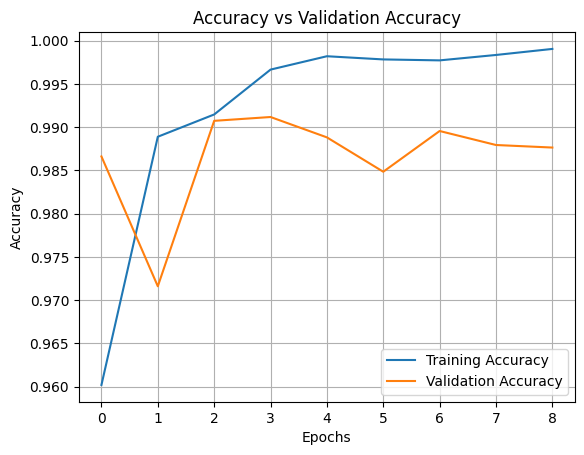 Accuracy vs Validation Accuracy
1.000
0.995
0.990
0.985
0.980
0.975
0.970
0.965
0.960
Accuracy
0 1 2 3 4 5 6 7 8
Epochs
Training Accuracy
Validation Accuracy